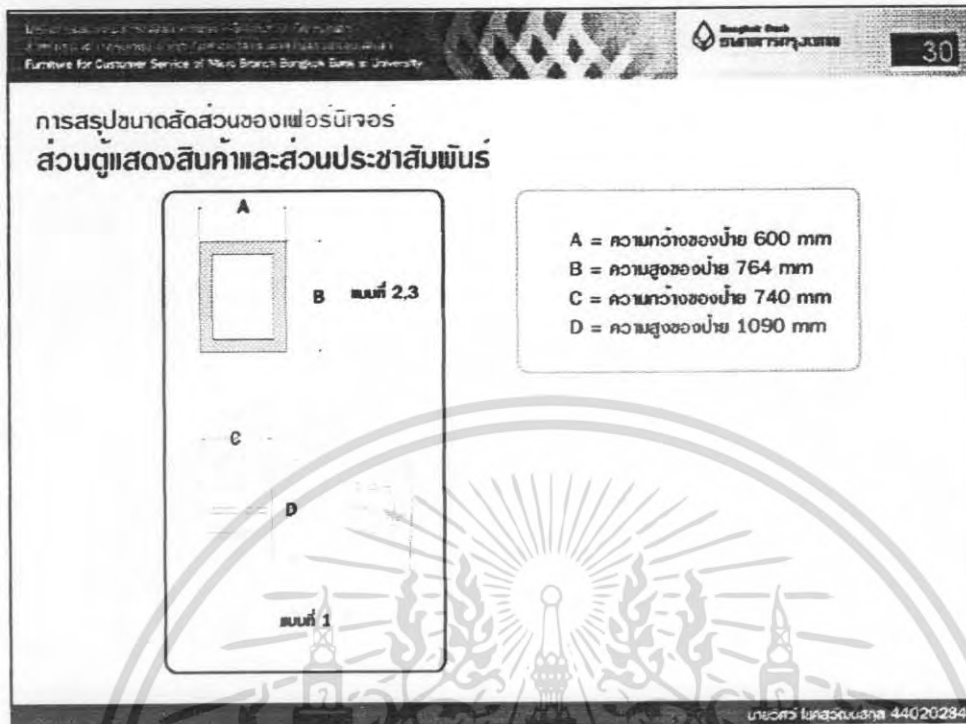 Furniture for Customer Service of Micro Branch Bangkok Bank in University
Bangkok Bank
ธนาคารกรุงเทพ
30
การสรุปขนาดสัดส่วนของเฟอร์นิเจอร์
ส่วนตู้แสดงสินค้าและส่วนประชาสัมพันธ์
A
B แบบที่ 2,3
C
D
แบบที่ 1
A = ความกว้างของป้าย 600 mm
B = ความสูงของป้าย 764 mm
C = ความกว้างของป้าย 740 mm
D = ความสูงของป้าย 1090 mm
44020284